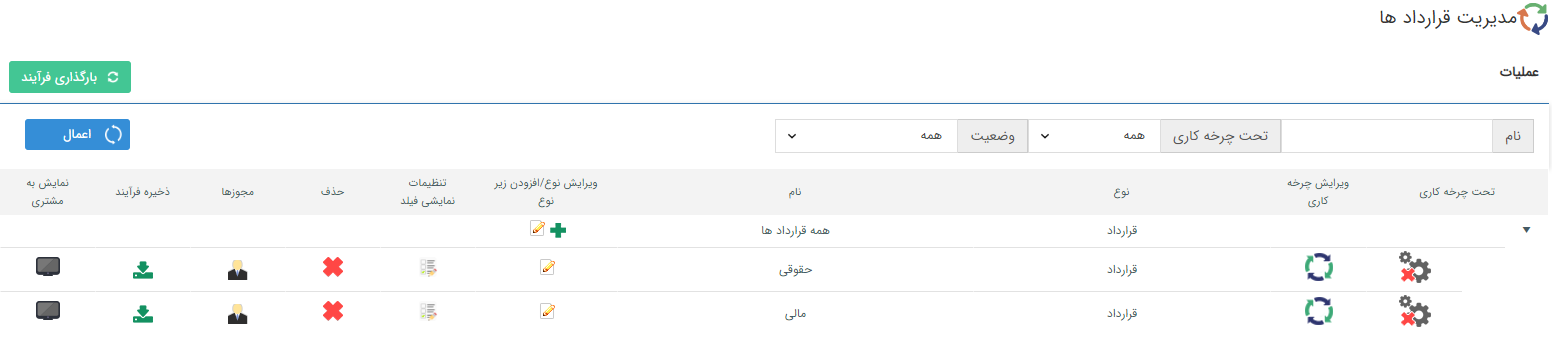 مدیریت قرارداد ها
عملیات
بارگذاری فرآیند
نام
تحت چرخه کاری
همه
وضعیت
همه
اعمال
تحت چرخه کاری
ویرایش چرخه
کاری
نوع
نام
ویرایش نوع/افزودن زیر
نوع
تنظیمات
نمایشی فیلد
حذف
مجوزها
ذخیره فرآیند
نمایش به
مشتری
قرارداد
همه قرارداد ها
قرارداد
حقوقی
قرارداد
مالی